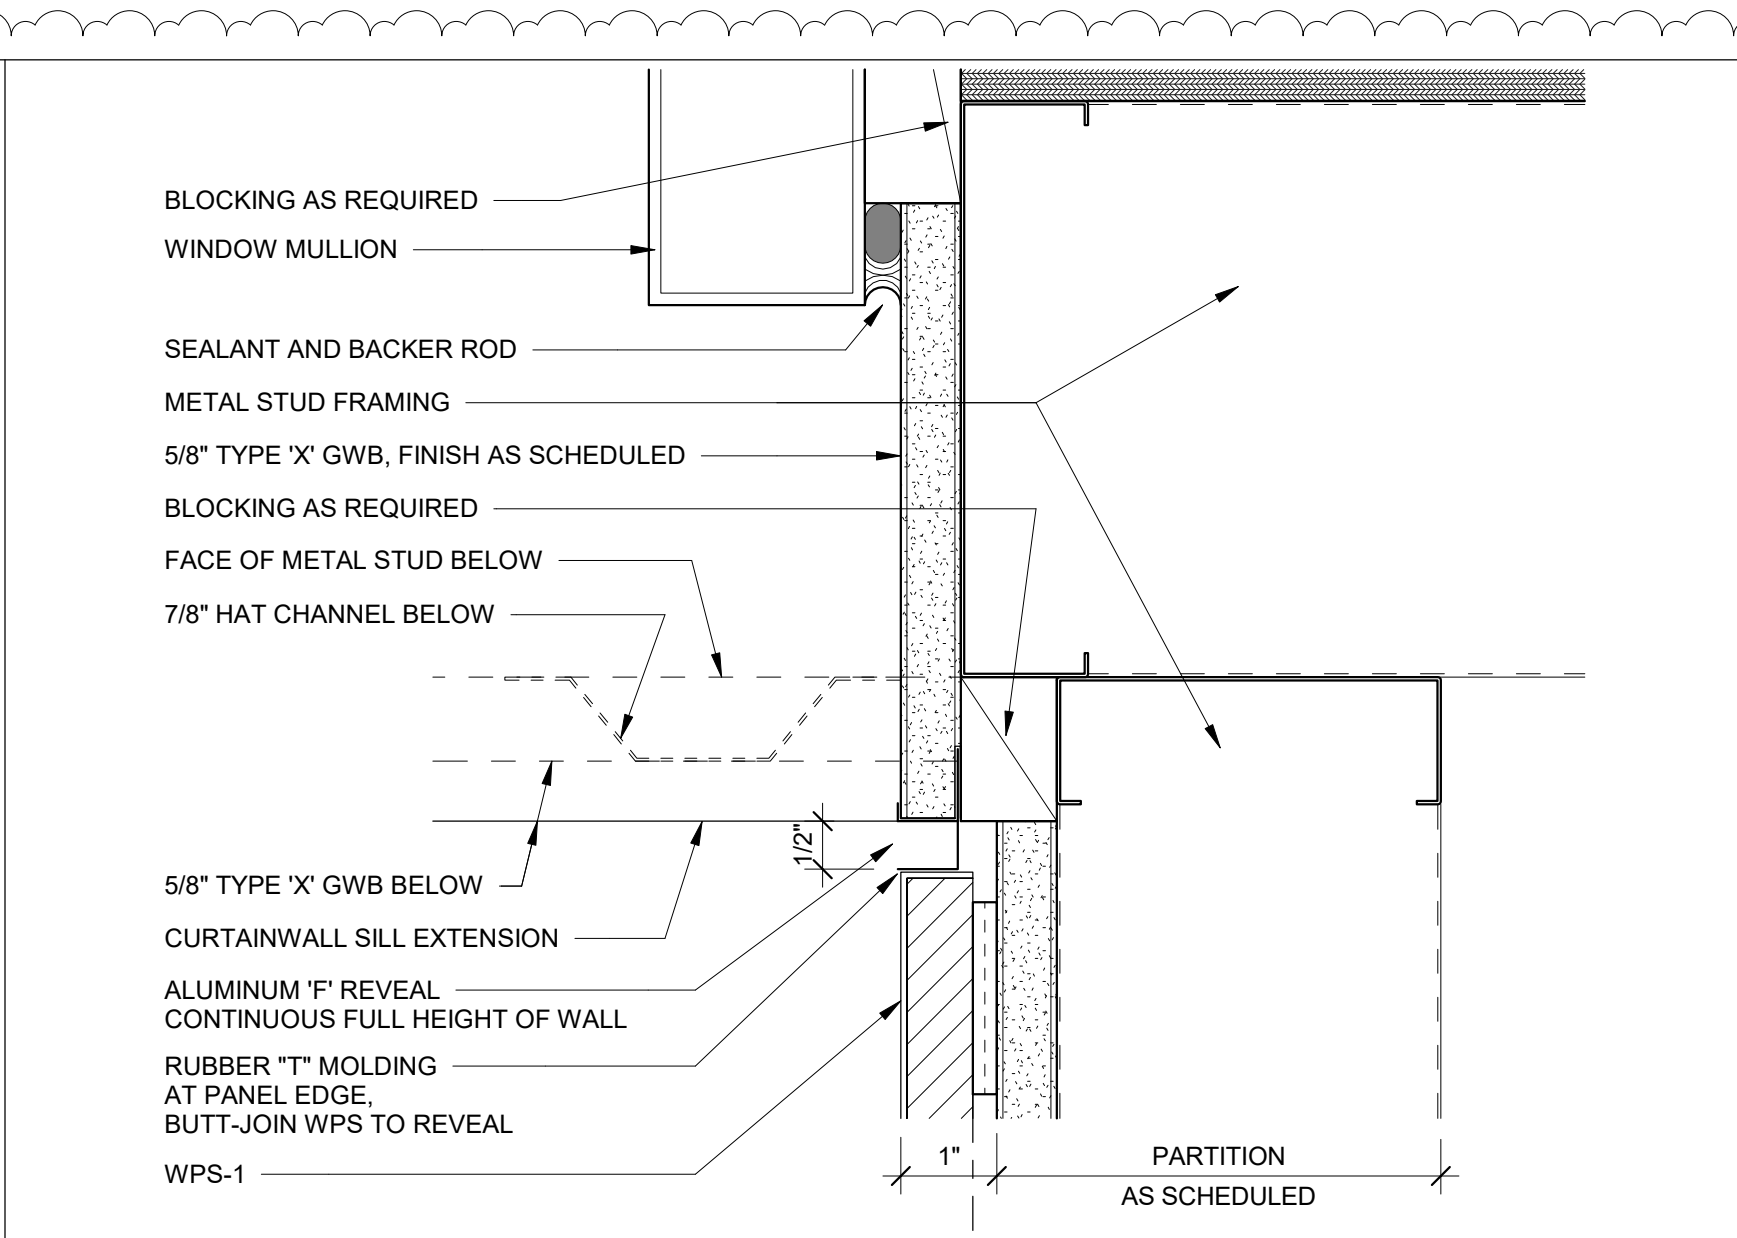 BLOCKING AS REQUIRED
WINDOW MULLION
SEALANT AND BACKER ROD
METAL STUD FRAMING
5/8" TYPE 'X' GWB, FINISH AS SCHEDULED
BLOCKING AS REQUIRED
FACE OF METAL STUD BELOW
7/8" HAT CHANNEL BELOW
1/2"
5/8" TYPE 'X' GWB BELOW
CURTAINWALL SILL EXTENSION
ALUMINUM 'F' REVEAL
CONTINUOUS FULL HEIGHT OF WALL
RUBBER "T" MOLDING
AT PANEL EDGE,
BUTT-JOIN WPS TO REVEAL
WPS-1
1"
PARTITION
AS SCHEDULED